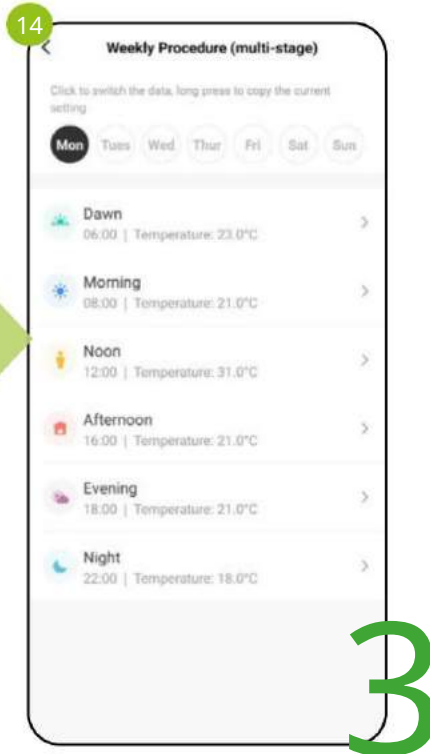 14
Weekly Procedure (multi-stage)
Click to switch the data, long press to copy the current
setting
Mon Tues Wed Thur Fri Sat Sun
Dawn
06:00 | Temperature: 23.0°C
Morning
08:00 | Temperature: 21.0°C
Noon
12:00 | Temperature: 31.0°C
Afternoon
16:00 | Temperature: 21.0°C
Evening
18:00 | Temperature: 21.0°C
Night
22:00 | Temperature: 18.0°C
3